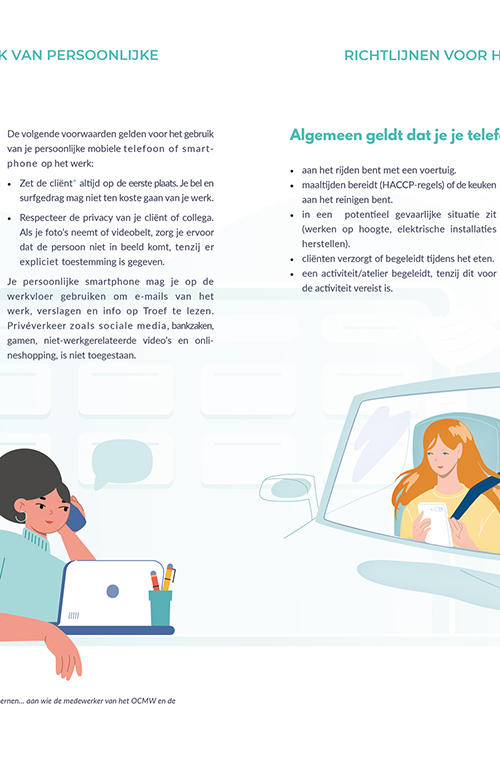 K VAN PERSOONLIJKE
De volgende voorwaarden gelden voor het gebruik
van je persoonlijke mobiele telefoon of smart-
phone op het werk:
• Zet de cliënt* altijd op de eerste plaats. Je bel en
surfgedrag mag niet ten koste gaan van je werk.
• Respecteer de privacy van je cliënt of collega.
Als je foto's neemt of videobelt, zorg je ervoor
dat de persoon niet in beeld komt, tenzij er
expliciet toestemming is gegeven.
Je persoonlijke smartphone mag je op de
werkvloer gebruiken om e-mails van het
werk, verslagen en info op Troef te lezen.
Privéverkeer zoals sociale media, bankzaken,
gamen, niet-werkgerelateerde video's en onli-
neshopping, is niet toegestaan.
ernen... aan wie de medewerker van het OCMW en de
RICHTLIJNEN VOOR H
Algemeen geldt dat je je telef
• aan het rijden bent met een voertuig.
• maaltijden bereidt (HACCP-regels) of de keuken
aan het reinigen bent.
• in een potentieel gevaarlijke situatie zit
(werken op hoogte, elektrische installaties
herstellen).
• cliënten verzorgt of begeleidt tijdens het eten.
• een activiteit/atelier begeleidt, tenzij dit voor
de activiteit vereist is.